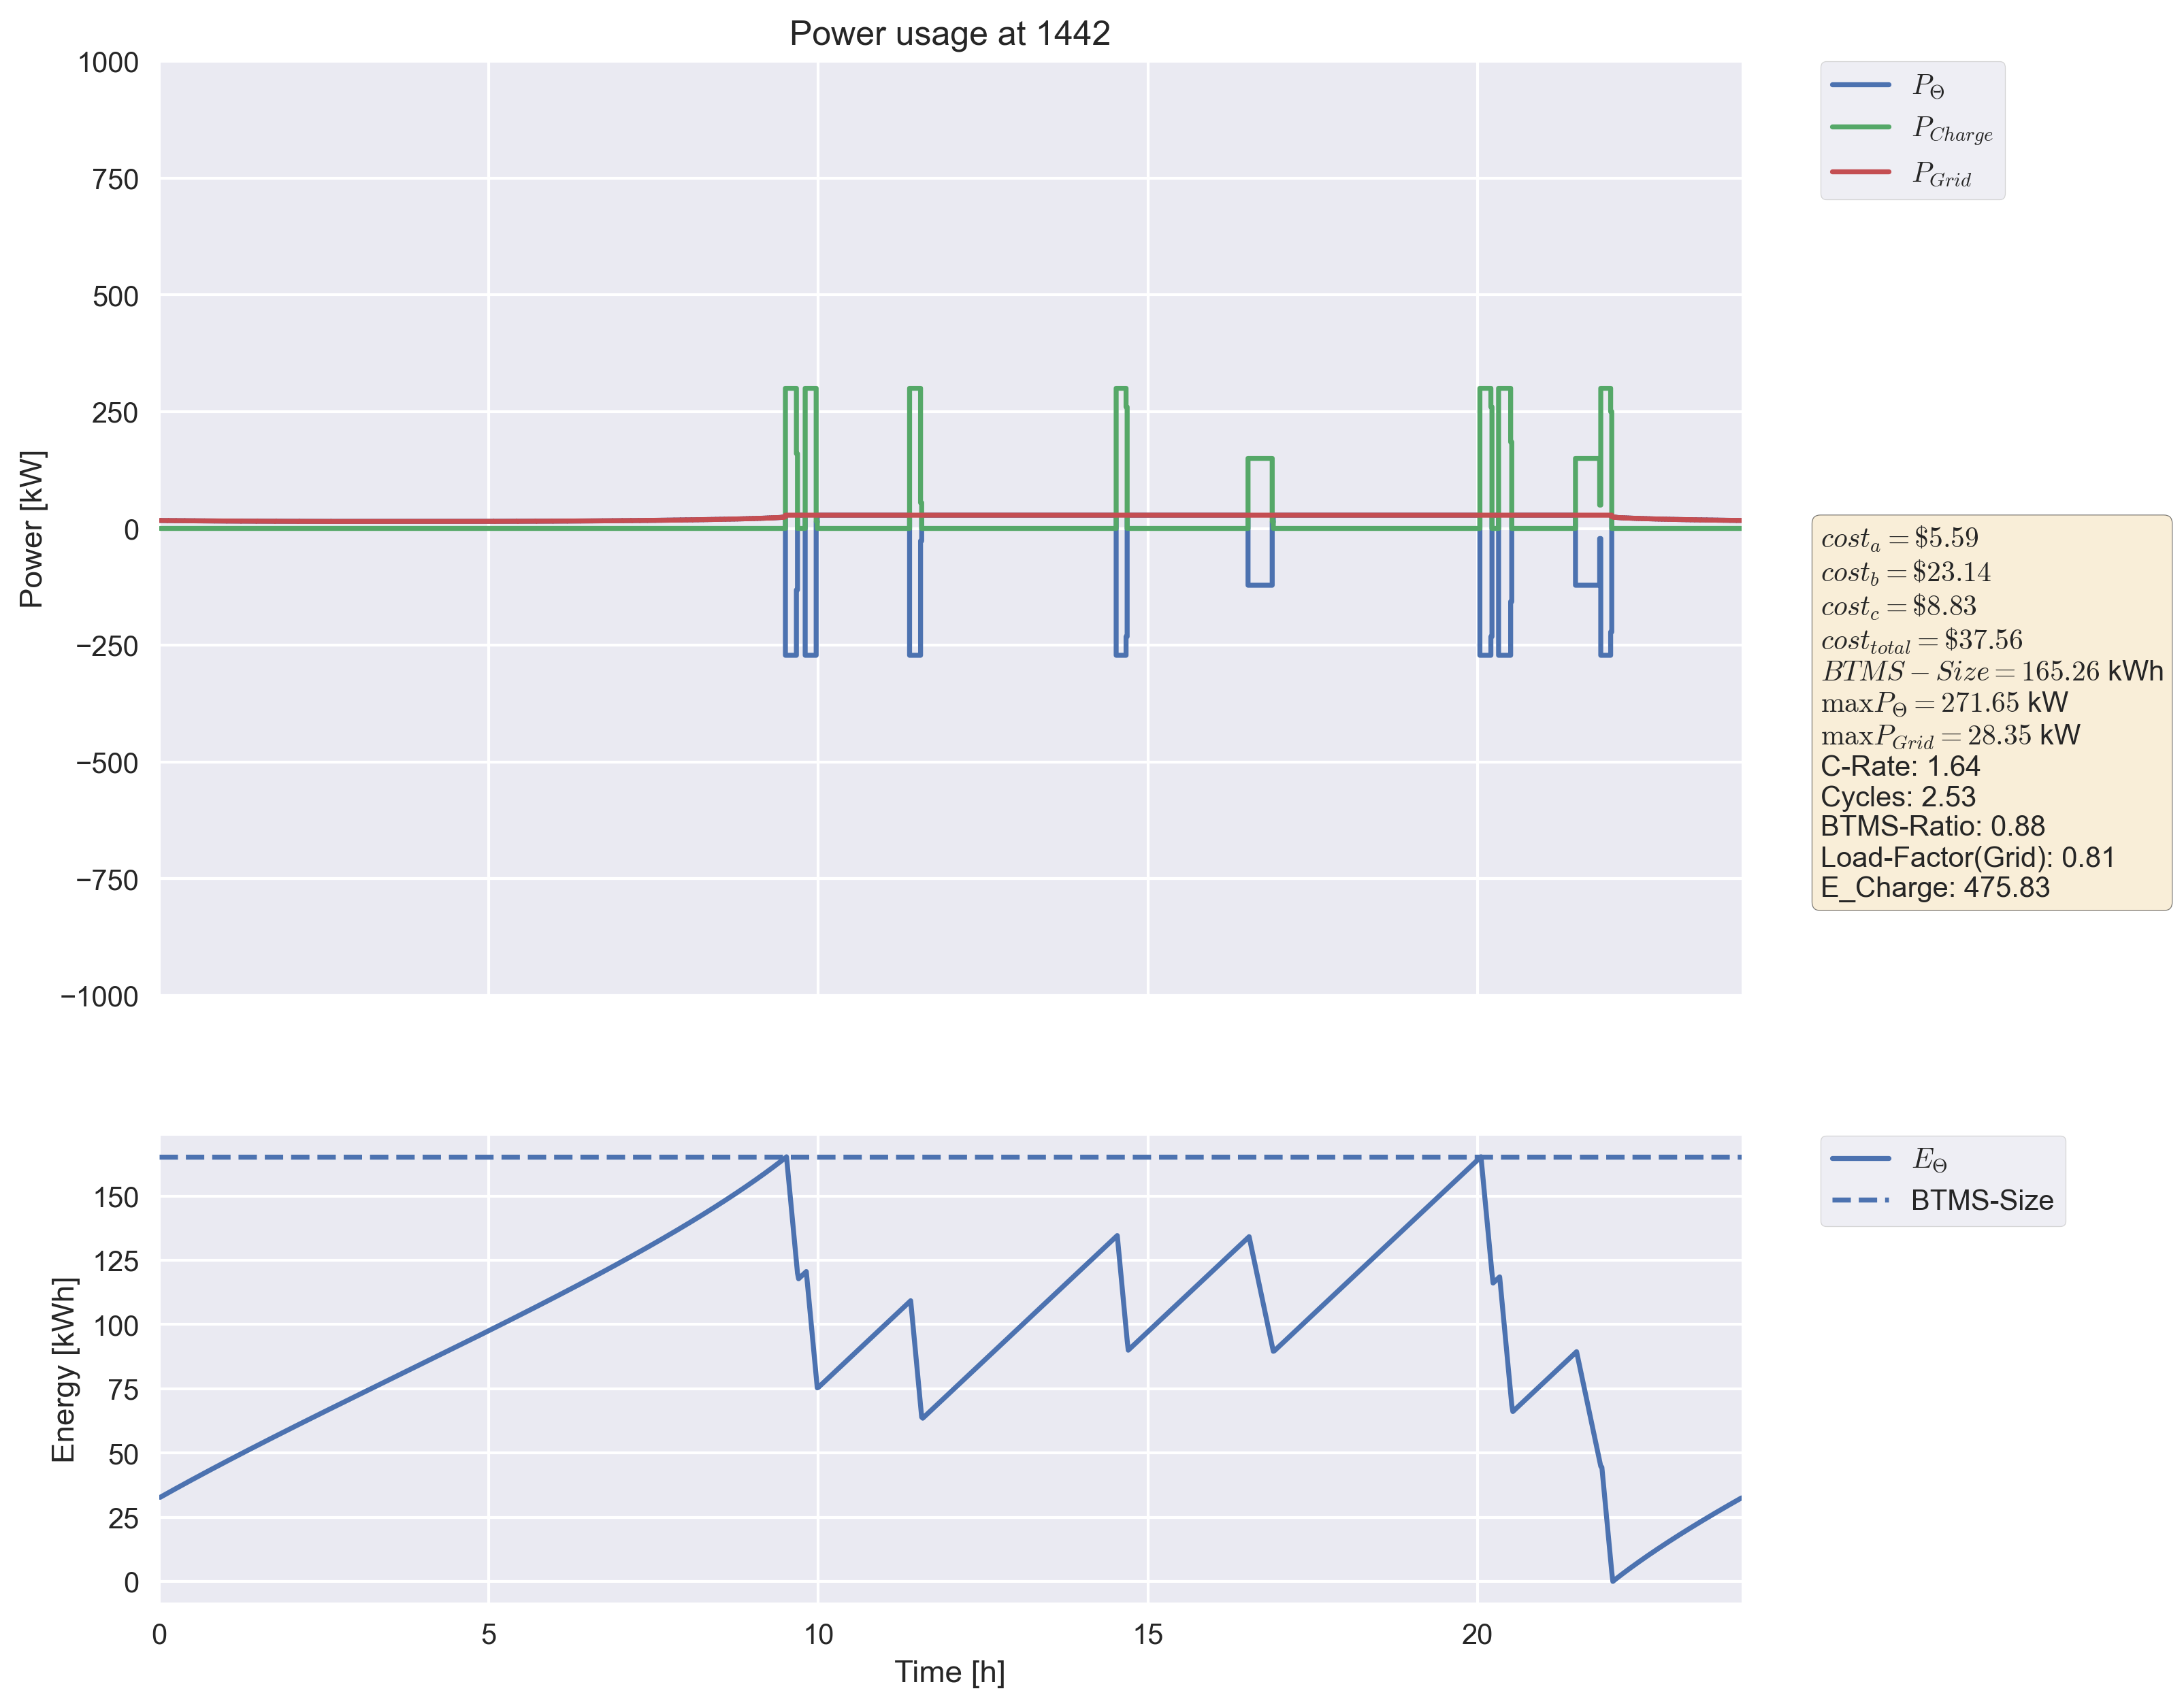 Power usage at 1442
1000
750
500
250
0
−250
−500
−750
−1000
Power [kW]
P_Θ
P_Charge
P_Grid
cost_a = $5.59
cost_b = $23.14
cost_c = $8.83
cost_total = $37.56
BTMS − Size = 165.26 kWh
maxP_Θ = 271.65 kW
maxP_Grid = 28.35 kW
C-Rate: 1.64
Cycles: 2.53
BTMS-Ratio: 0.88
Load-Factor(Grid): 0.81
E_Charge: 475.83
150
125
100
75
50
25
0
Energy [kWh]
E_Θ
BTMS-Size
0 5 10 15 20
Time [h]